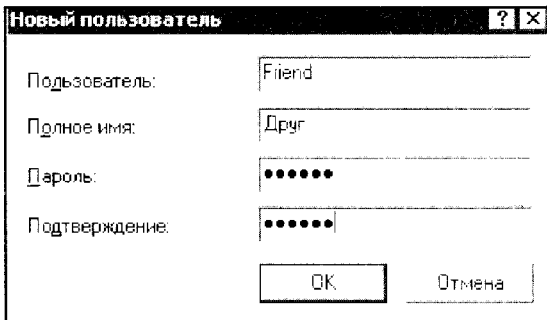 Новый пользователь
Пользователь: Friend
Полное имя: Друг
Пароль: ●●●●●●
Подтверждение: ●●●●●●
OK Отмена